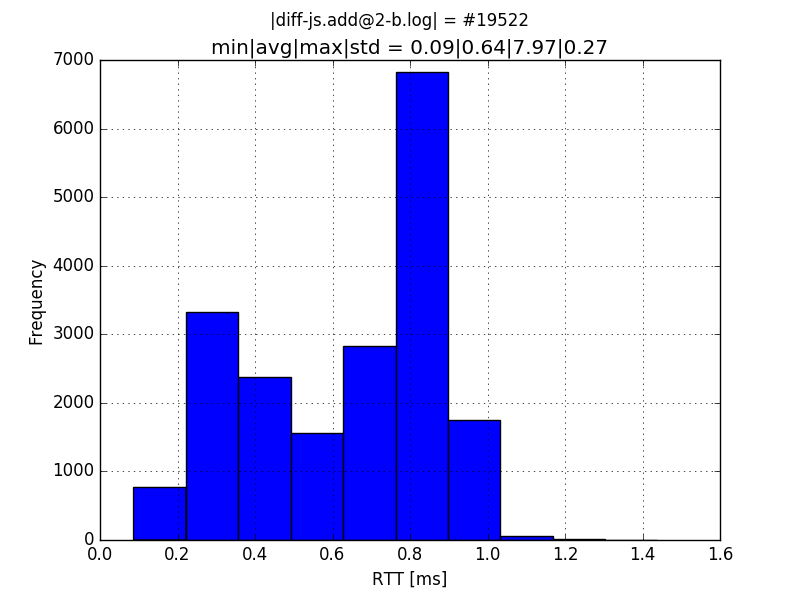 |diff-js.add@2-b.log| = #19522
min|avg|max|std = 0.09|0.64|7.97|0.27
7000
6000
5000
4000
3000
2000
1000
0
Frequency
0.0 0.2 0.4 0.6 0.8 1.0 1.2 1.4 1.6
RTT [ms]